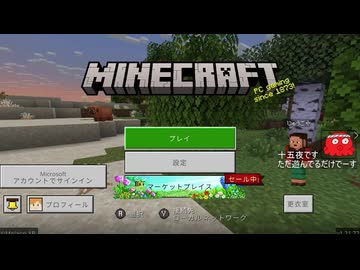 MINECRAFT
PC gaming
since 1873!
プレイ
設定
セール中!
マーケットプレイス
Microsoft
アカウントでサインイン
プロフィール
更衣室
十五夜です
ただ遊んでるだけでーす